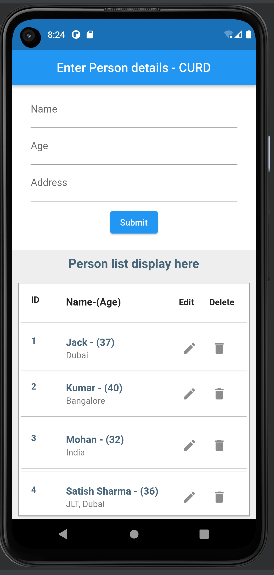 8:24
Enter Person details - CURD
Name
Age
Address
Submit
Person list display here
ID Name-(Age) Edit Delete
1 Jack - (37)
Dubai
2 Kumar - (40)
Bangalore
3 Mohan - (32)
India
4 Satish Sharma - (36)
JLT, Dubai